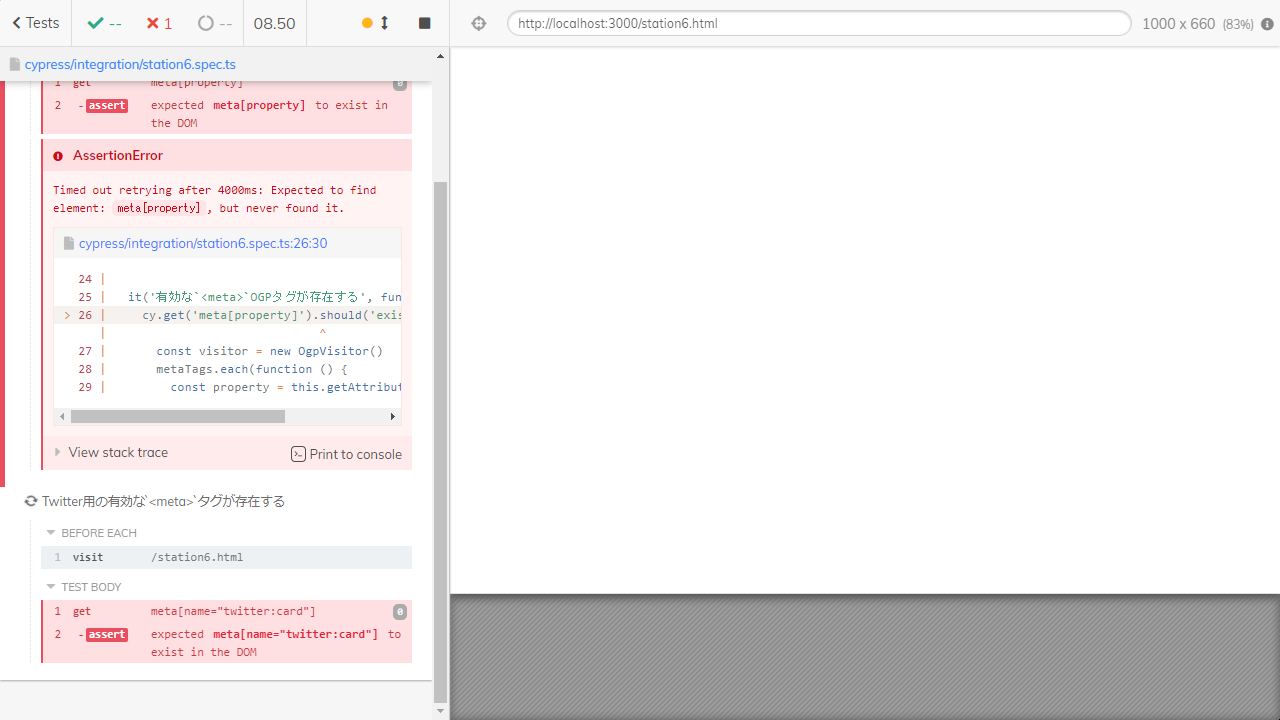 Tests
--
1
--
08.50
http://localhost:3000/station6.html
1000 x 660 (83%)
cypress/integration/station6.spec.ts
1 get meta[property] 0
2 -assert expected meta[property] to exist in
the DOM
AssertionError
Timed out retrying after 4000ms: Expected to find
element: meta[property], but never found it.
cypress/integration/station6.spec.ts:26:30
24 |
25 | it('有効な`<meta>`OGPタグが存在する', fun
> 26 | cy.get('meta[property]').should('exis
| ^
27 | const visitor = new OgpVisitor()
28 | metaTags.each(function () {
29 | const property = this.getAttribut
View stack trace
Print to console
Twitter用の有効な`<meta>`タグが存在する
BEFORE EACH
1 visit /station6.html
TEST BODY
1 get meta[name="twitter:card"] 0
2 -assert expected meta[name="twitter:card"] to
exist in the DOM